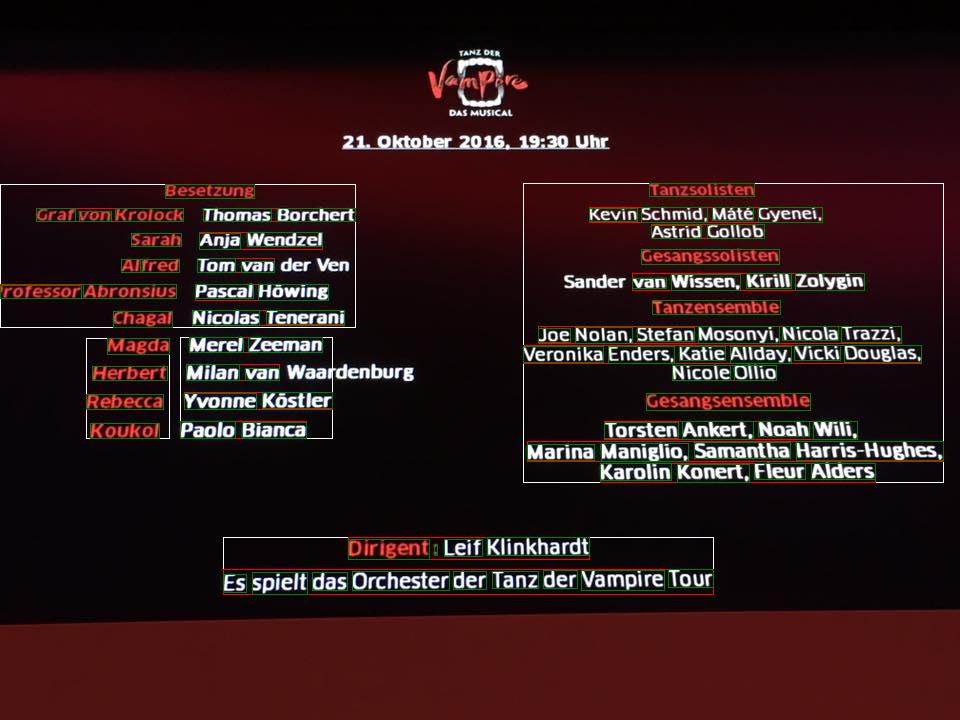 TANZ DER
Vampire
DAS MUSICAL
21. Oktober 2016, 19:30 Uhr
Besetzung
Graf von Krolock Thomas Borchert
Sarah Anja Wendzel
Alfred Tom van der Ven
Professor Abronsius Pascal Höwing
Chagal Nicolas Tenerani
Magda Merel Zeeman
Herbert Milan van Waardenburg
Rebecca Yvonne Köstler
Koukol Paolo Bianca
Tanzsolisten
Kevin Schmid, Máté Gyenei,
Astrid Gollob
Gesangssolisten
Sander van Wissen, Kirill Zolygin
Tanzensemble
Joe Nolan, Stefan Mosonyi, Nicola Trazzi,
Veronika Enders, Katie Allday, Vicki Douglas,
Nicole Ollio
Gesangsensemble
Torsten Ankert, Noah Wili,
Marina Maniglio, Samantha Harris-Hughes,
Karolin Konert, Fleur Alders
Dirigent : Leif Klinkhardt
Es spielt das Orchester der Tanz der Vampire Tour